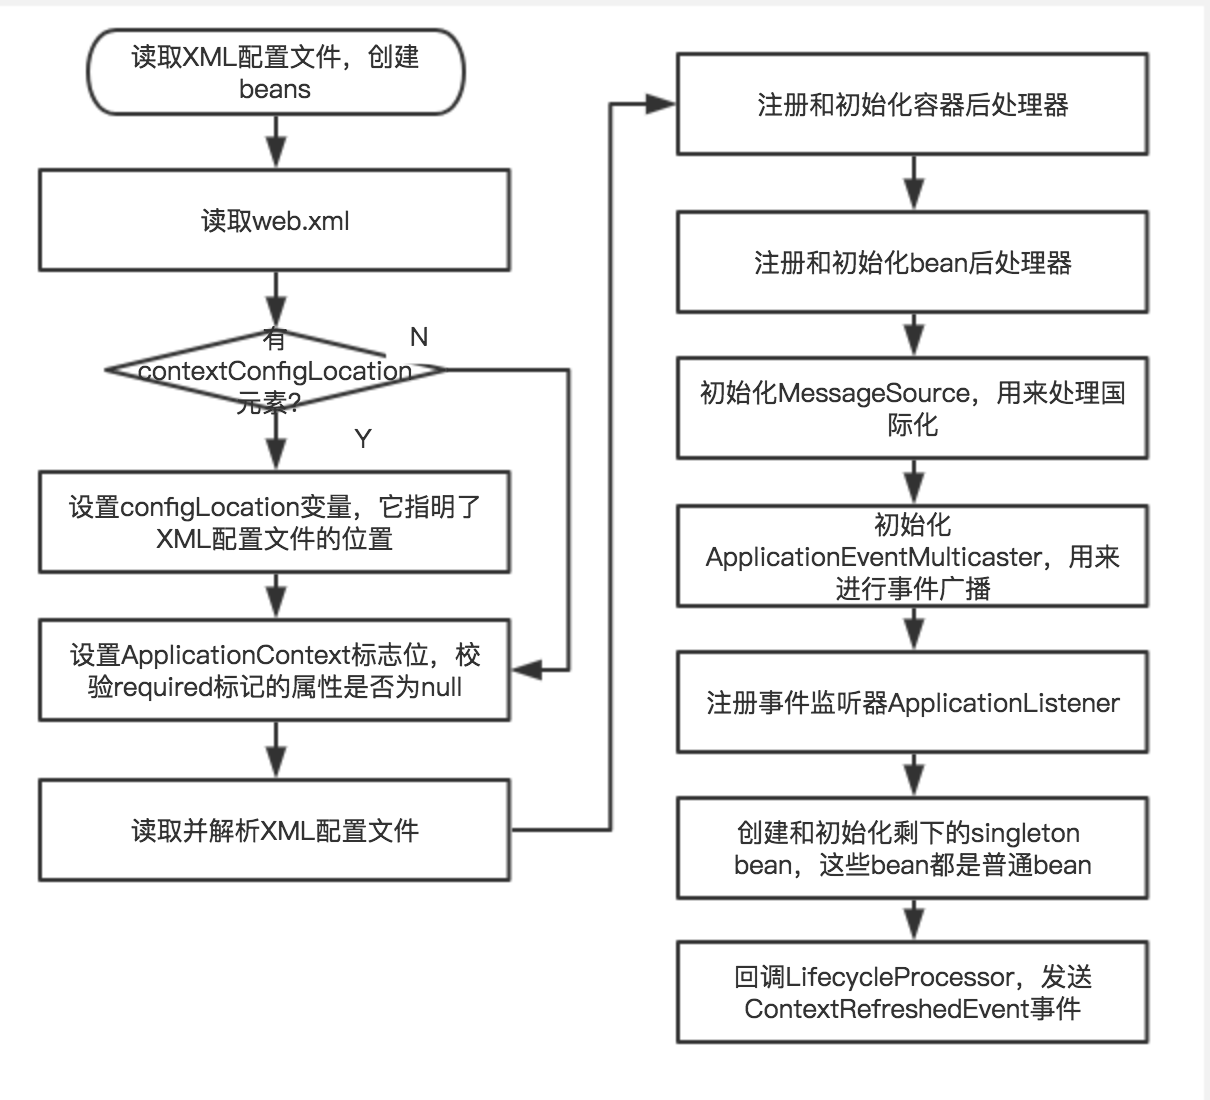 读取XML配置文件，创建
beans
读取web.xml
有
contextConfigLocation
元素?
N
Y
设置configLocation变量，它指明了
XML配置文件的位置
设置ApplicationContext标志位，校
验required标记的属性是否为null
读取并解析XML配置文件
注册和初始化容器后处理器
注册和初始化bean后处理器
初始化MessageSource，用来处理国
际化
初始化
ApplicationEventMulticaster，用来
进行事件广播
注册事件监听器ApplicationListener
创建和初始化剩下的singleton
bean，这些bean都是普通bean
回调LifecycleProcessor，发送
ContextRefreshedEvent事件